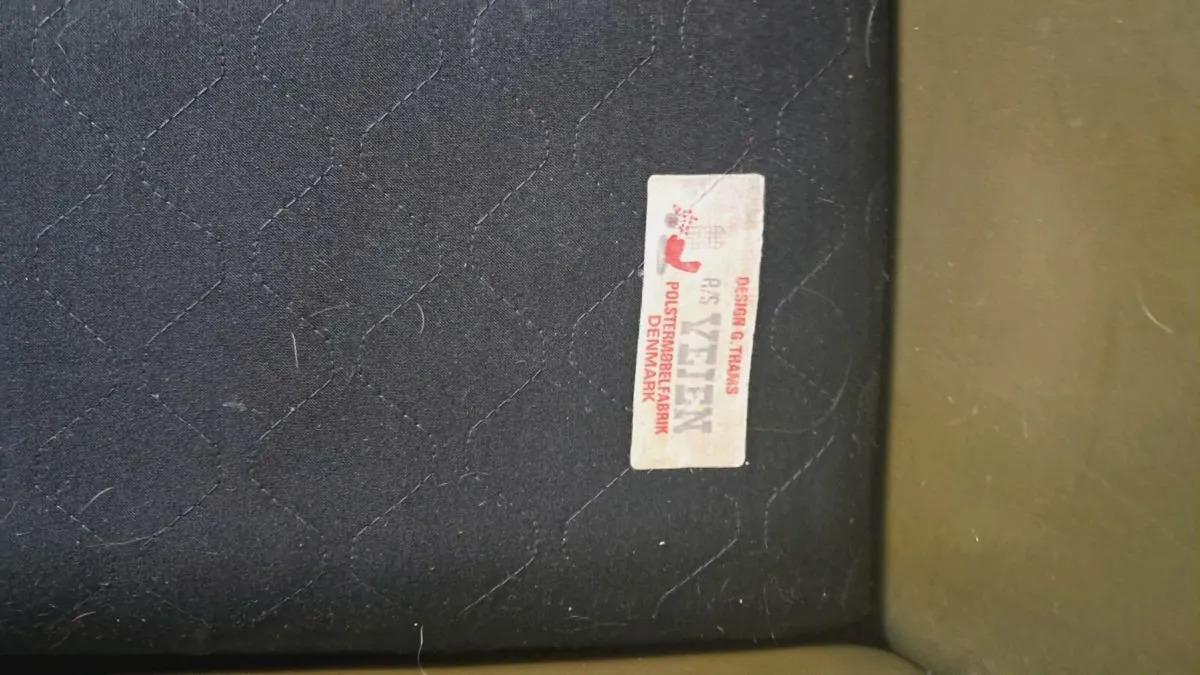 DESIGN G. THAMS
A/S VEJEN
POLSTERMØBELFABRIK
DENMARK